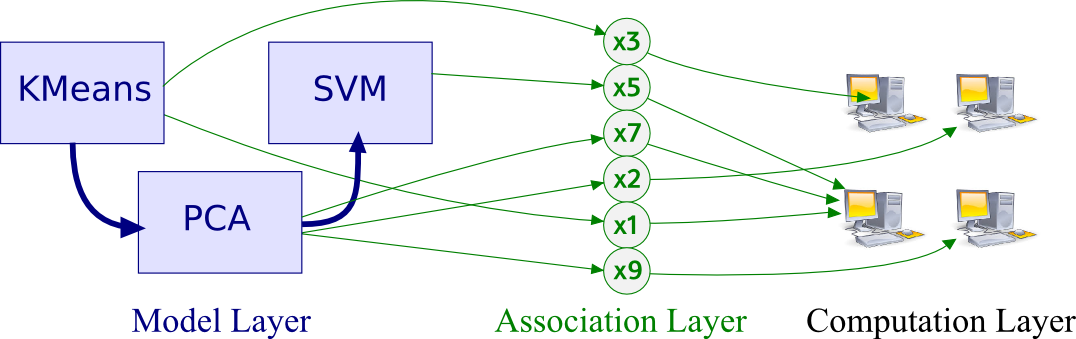 KMeans
SVM
PCA
x3
x5
x7
x2
x1
x9
Model Layer
Association Layer
Computation Layer